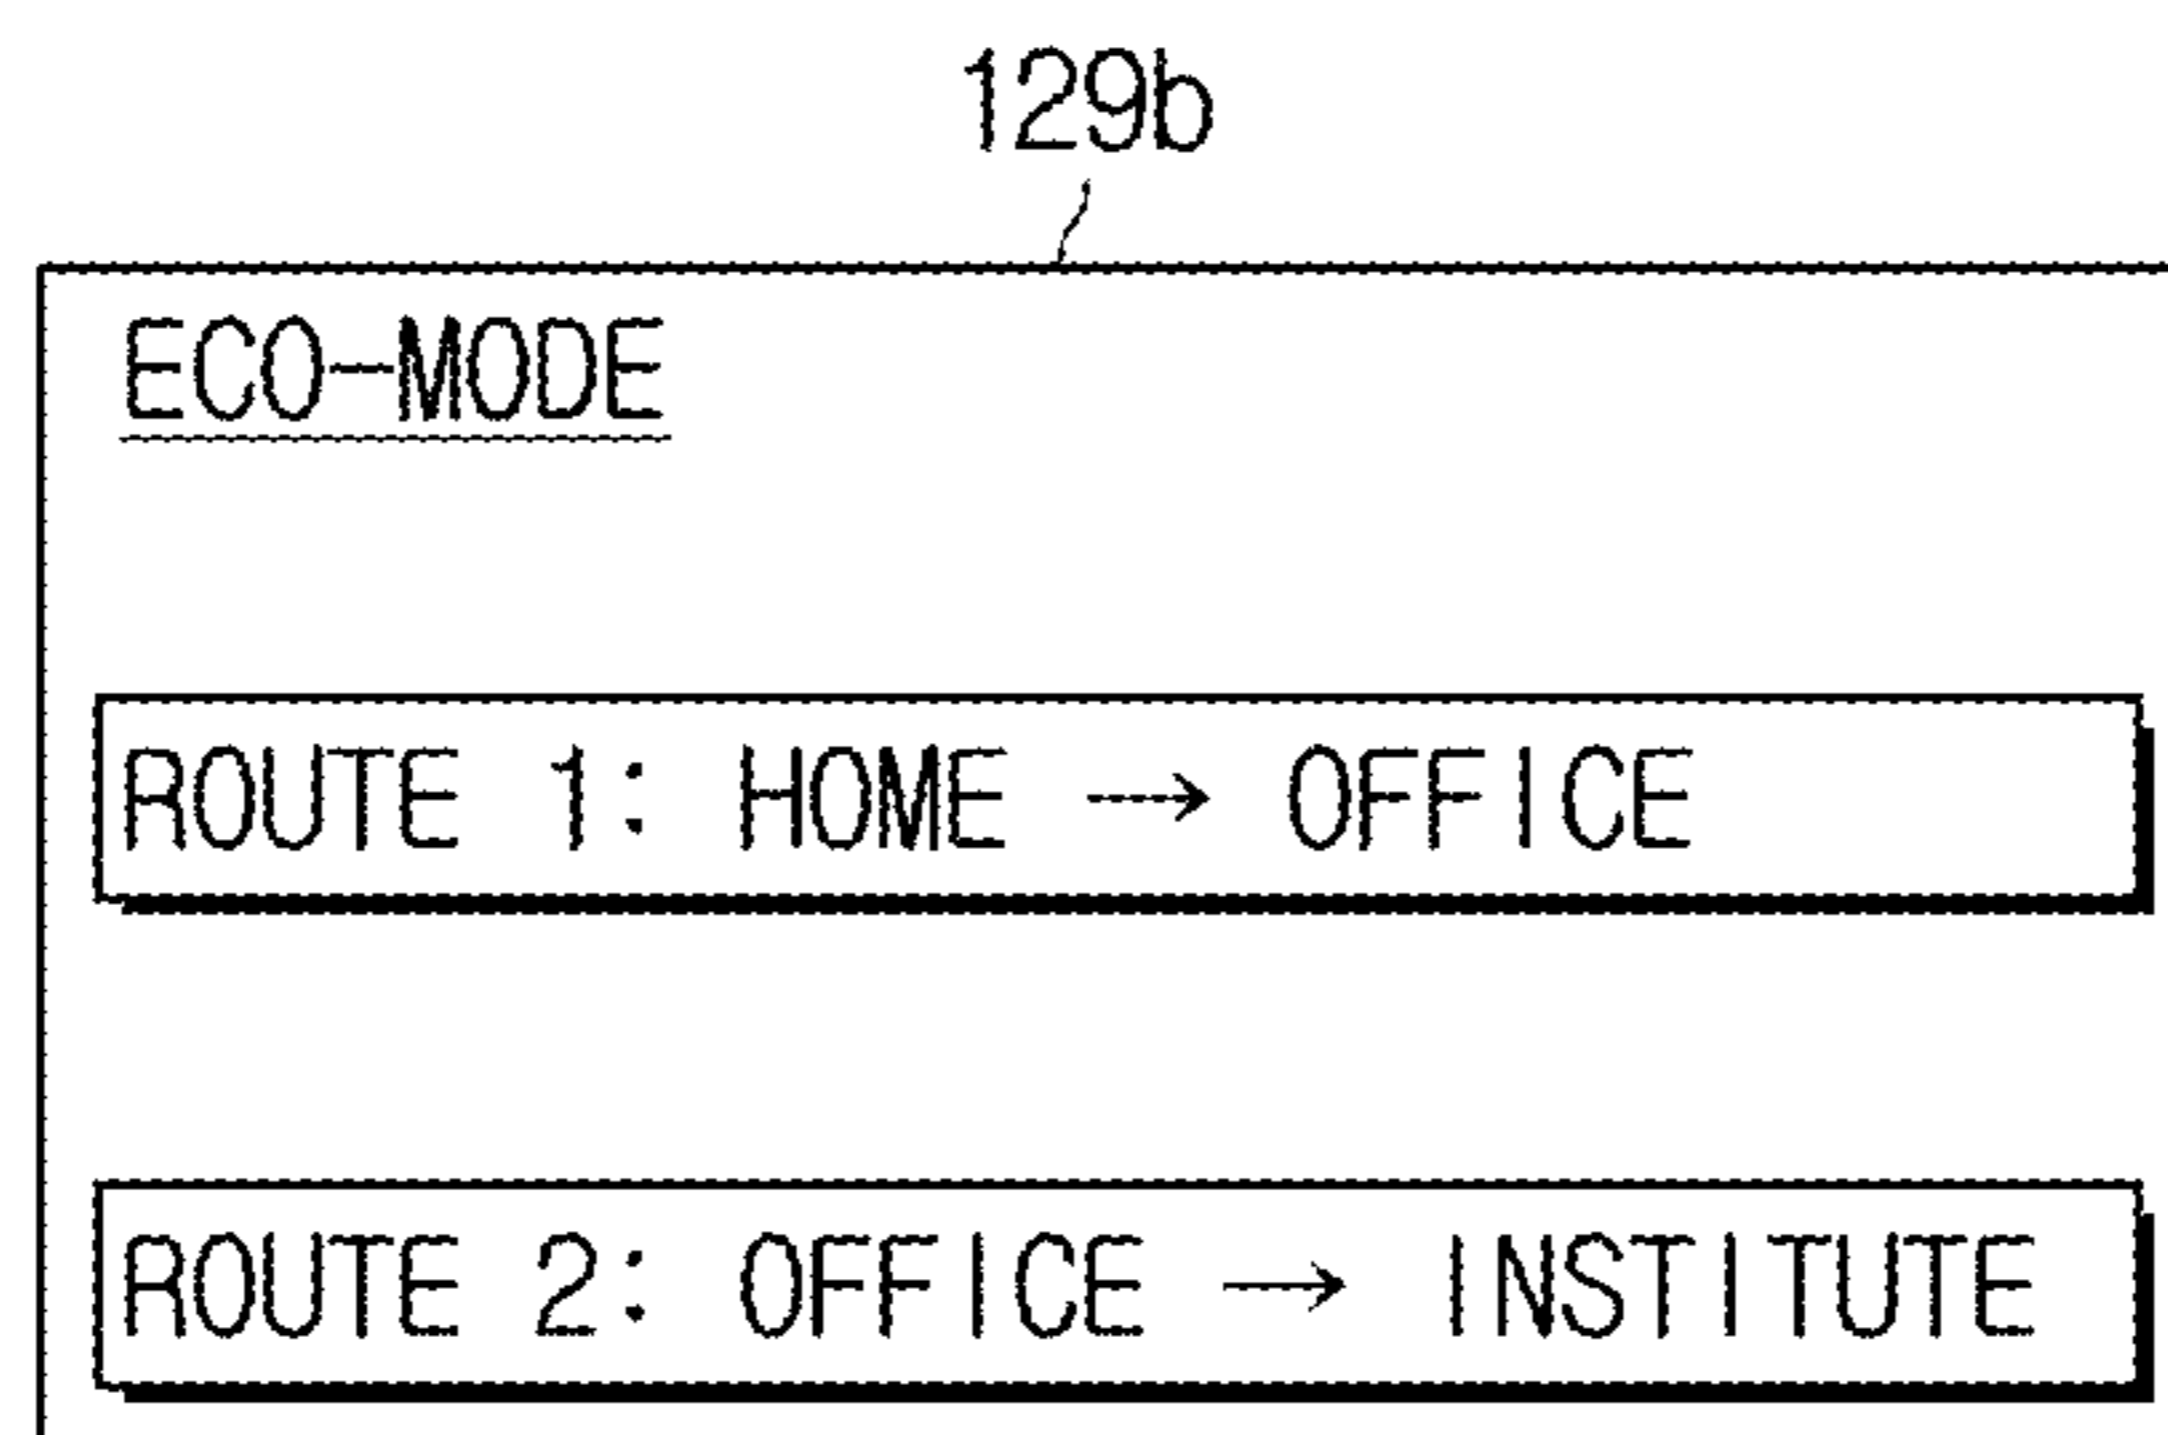 129b
ECO-MODE
ROUTE 1: HOME → OFFICE
ROUTE 2: OFFICE → INSTITUTE